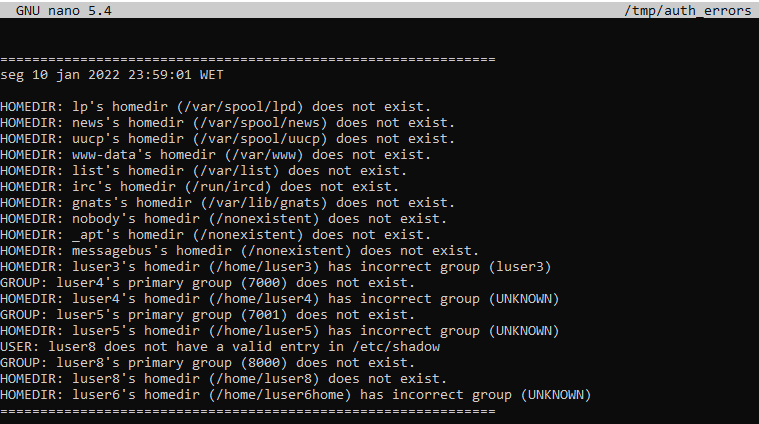 GNU nano 5.4 /tmp/auth_errors
=============================================================
seg 10 jan 2022 23:59:01 WET
HOMEDIR: lp's homedir (/var/spool/lpd) does not exist.
HOMEDIR: news's homedir (/var/spool/news) does not exist.
HOMEDIR: uucp's homedir (/var/spool/uucp) does not exist.
HOMEDIR: www-data's homedir (/var/www) does not exist.
HOMEDIR: list's homedir (/var/list) does not exist.
HOMEDIR: irc's homedir (/run/ircd) does not exist.
HOMEDIR: gnats's homedir (/var/lib/gnats) does not exist.
HOMEDIR: nobody's homedir (/nonexistent) does not exist.
HOMEDIR: _apt's homedir (/nonexistent) does not exist.
HOMEDIR: messagebus's homedir (/nonexistent) does not exist.
HOMEDIR: luser3's homedir (/home/luser3) has incorrect group (luser3)
GROUP: luser4's primary group (7000) does not exist.
HOMEDIR: luser4's homedir (/home/luser4) has incorrect group (UNKNOWN)
GROUP: luser5's primary group (7001) does not exist.
HOMEDIR: luser5's homedir (/home/luser5) has incorrect group (UNKNOWN)
USER: luser8 does not have a valid entry in /etc/shadow
GROUP: luser8's primary group (8000) does not exist.
HOMEDIR: luser8's homedir (/home/luser8) does not exist.
HOMEDIR: luser6's homedir (/home/luser6home) has incorrect group (UNKNOWN)
=============================================================